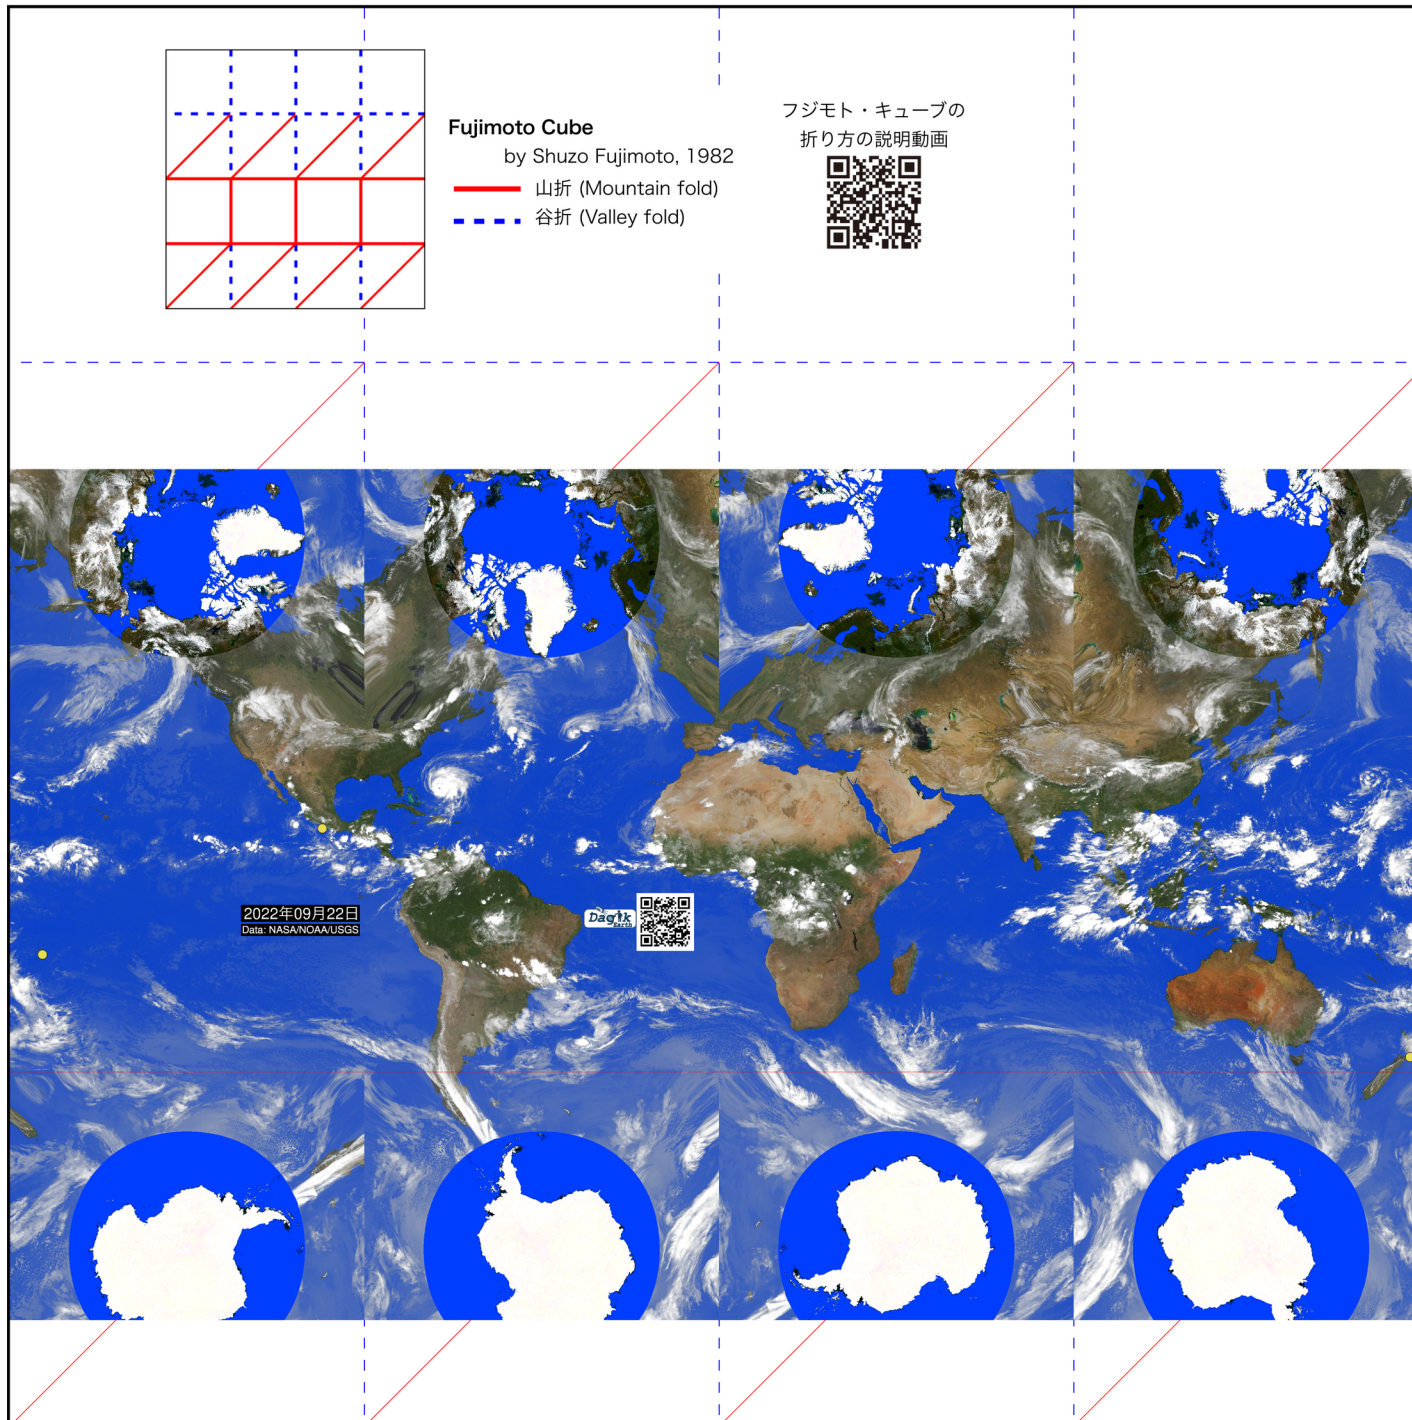 Fujimoto Cube
by Shuzo Fujimoto, 1982
山折 (Mountain fold)
谷折 (Valley fold)
フジモト・キューブの
折り方の説明動画
2022年09月22日
Data: NASA/NOAA/USGS
Dagik
Earth